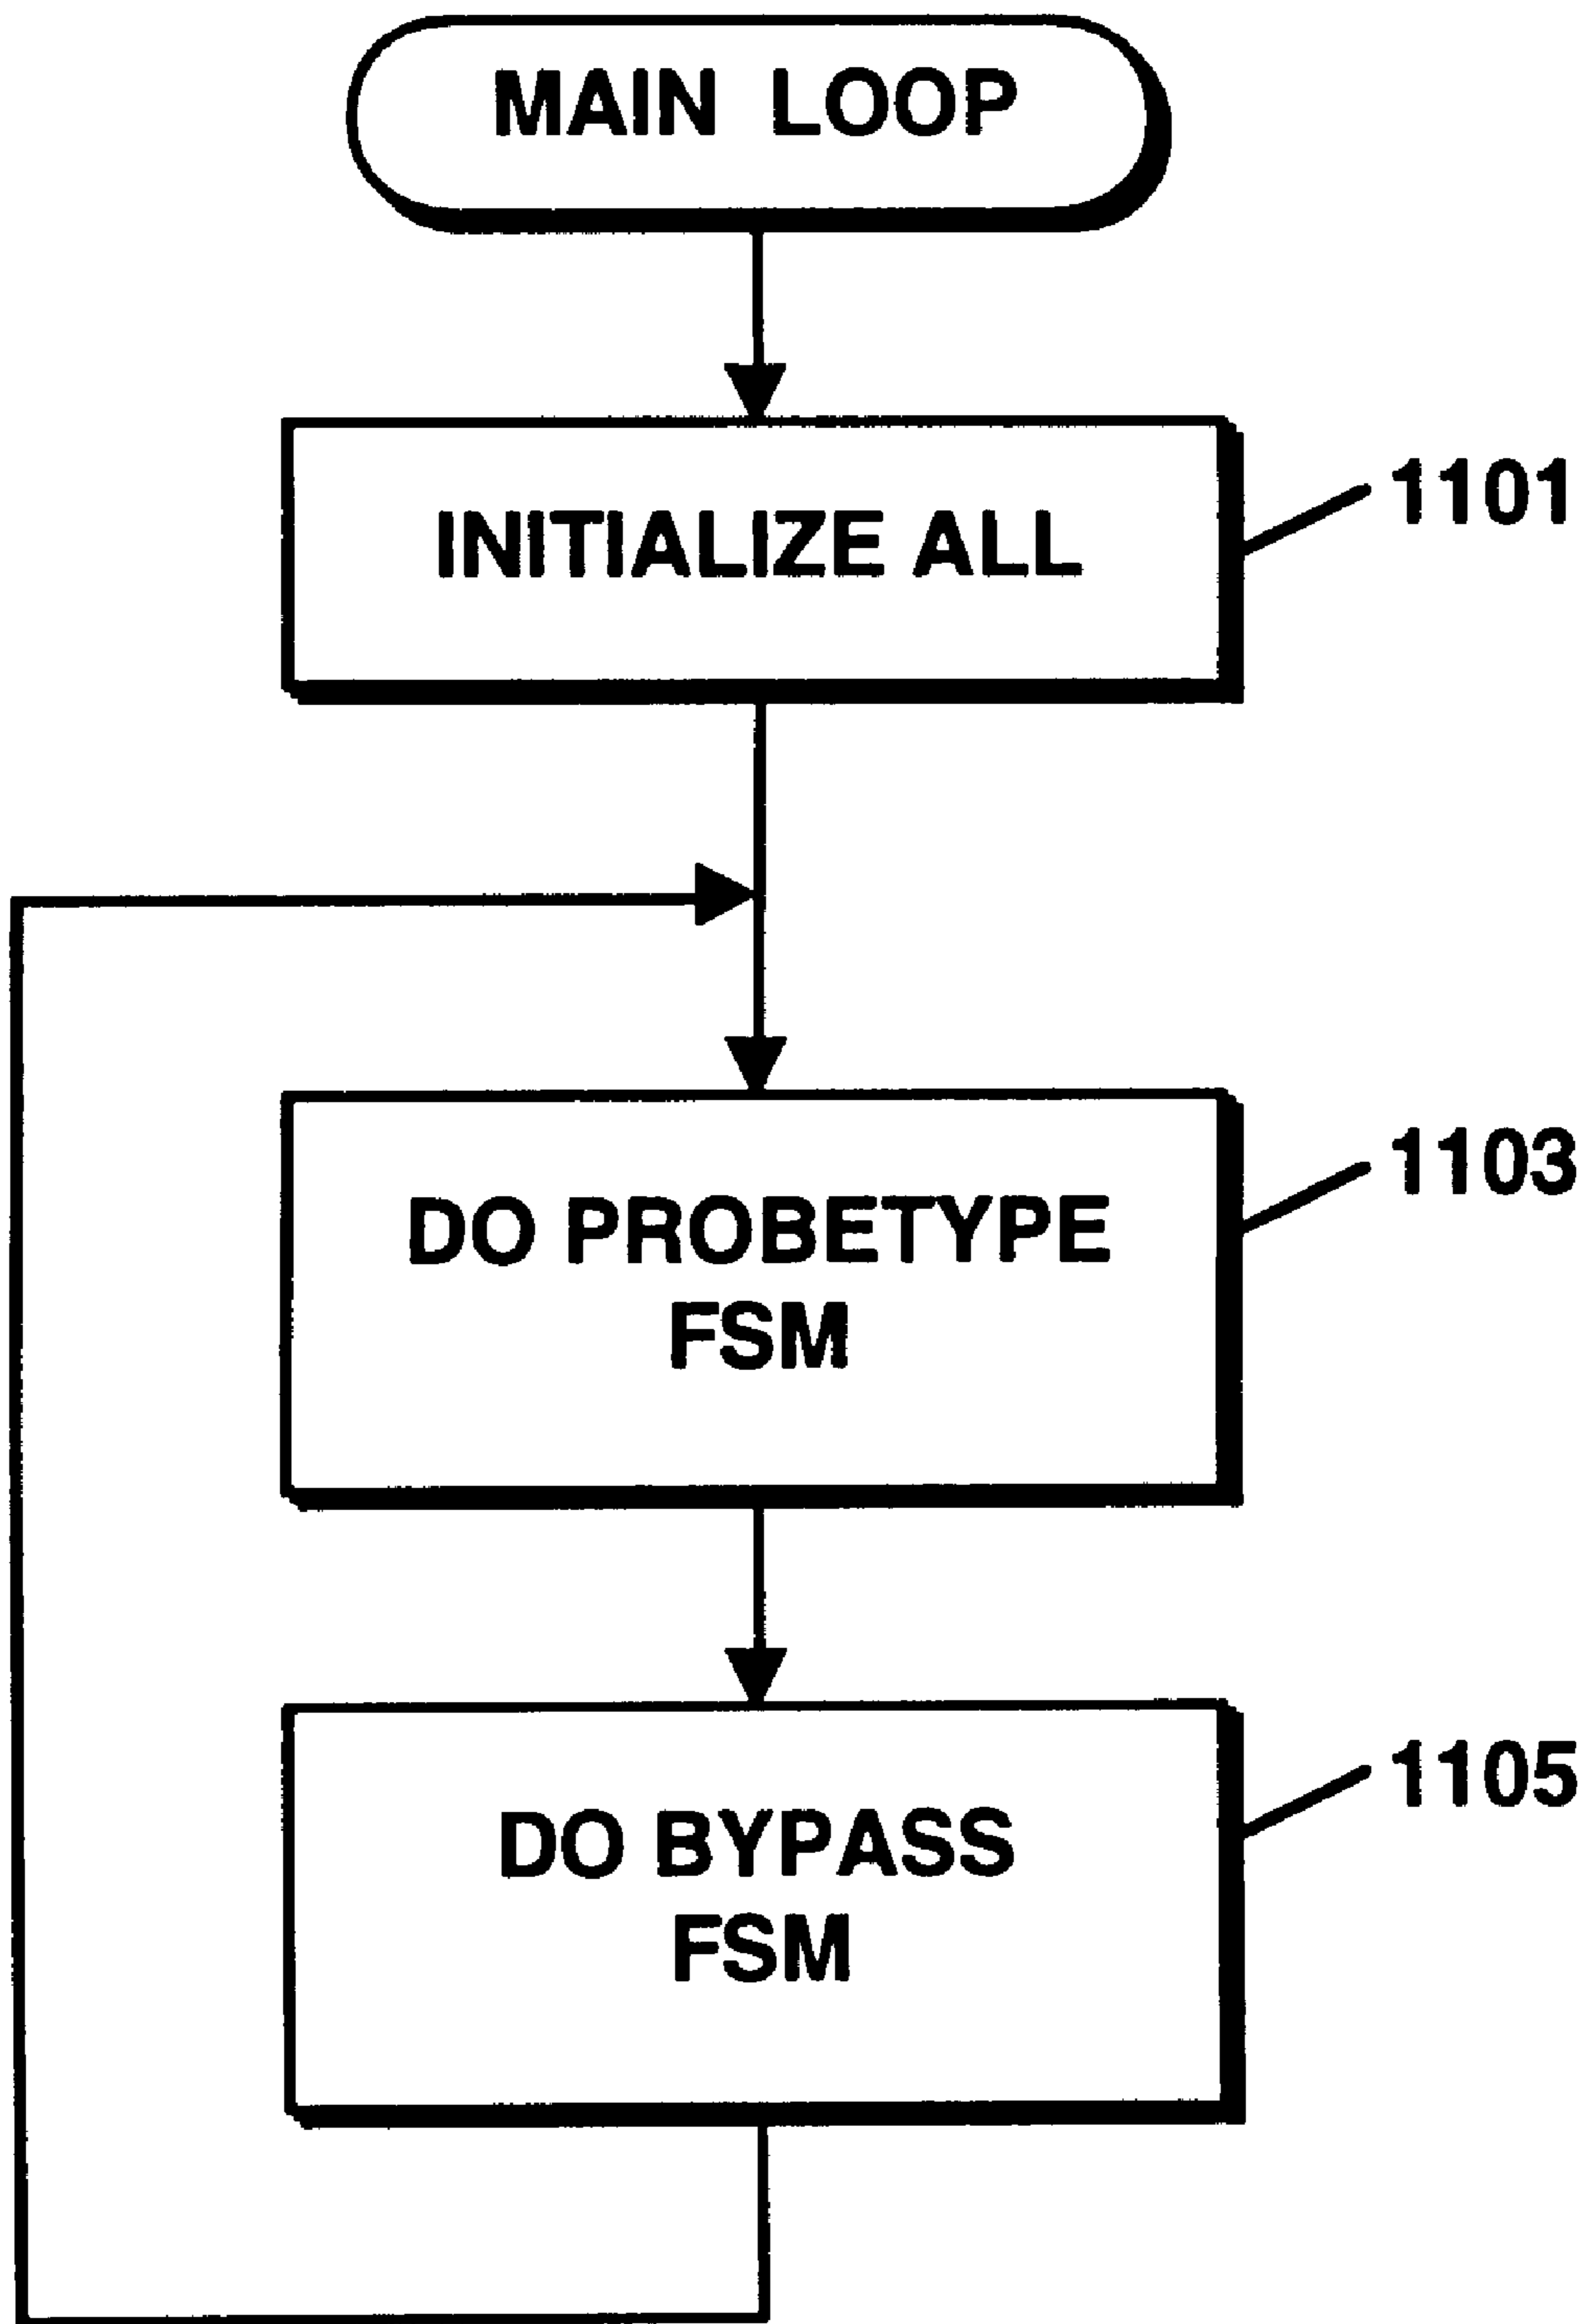 MAIN LOOP
INITIALIZE ALL
1101
DO PROBETYPE
FSM
1103
DO BYPASS
FSM
1105